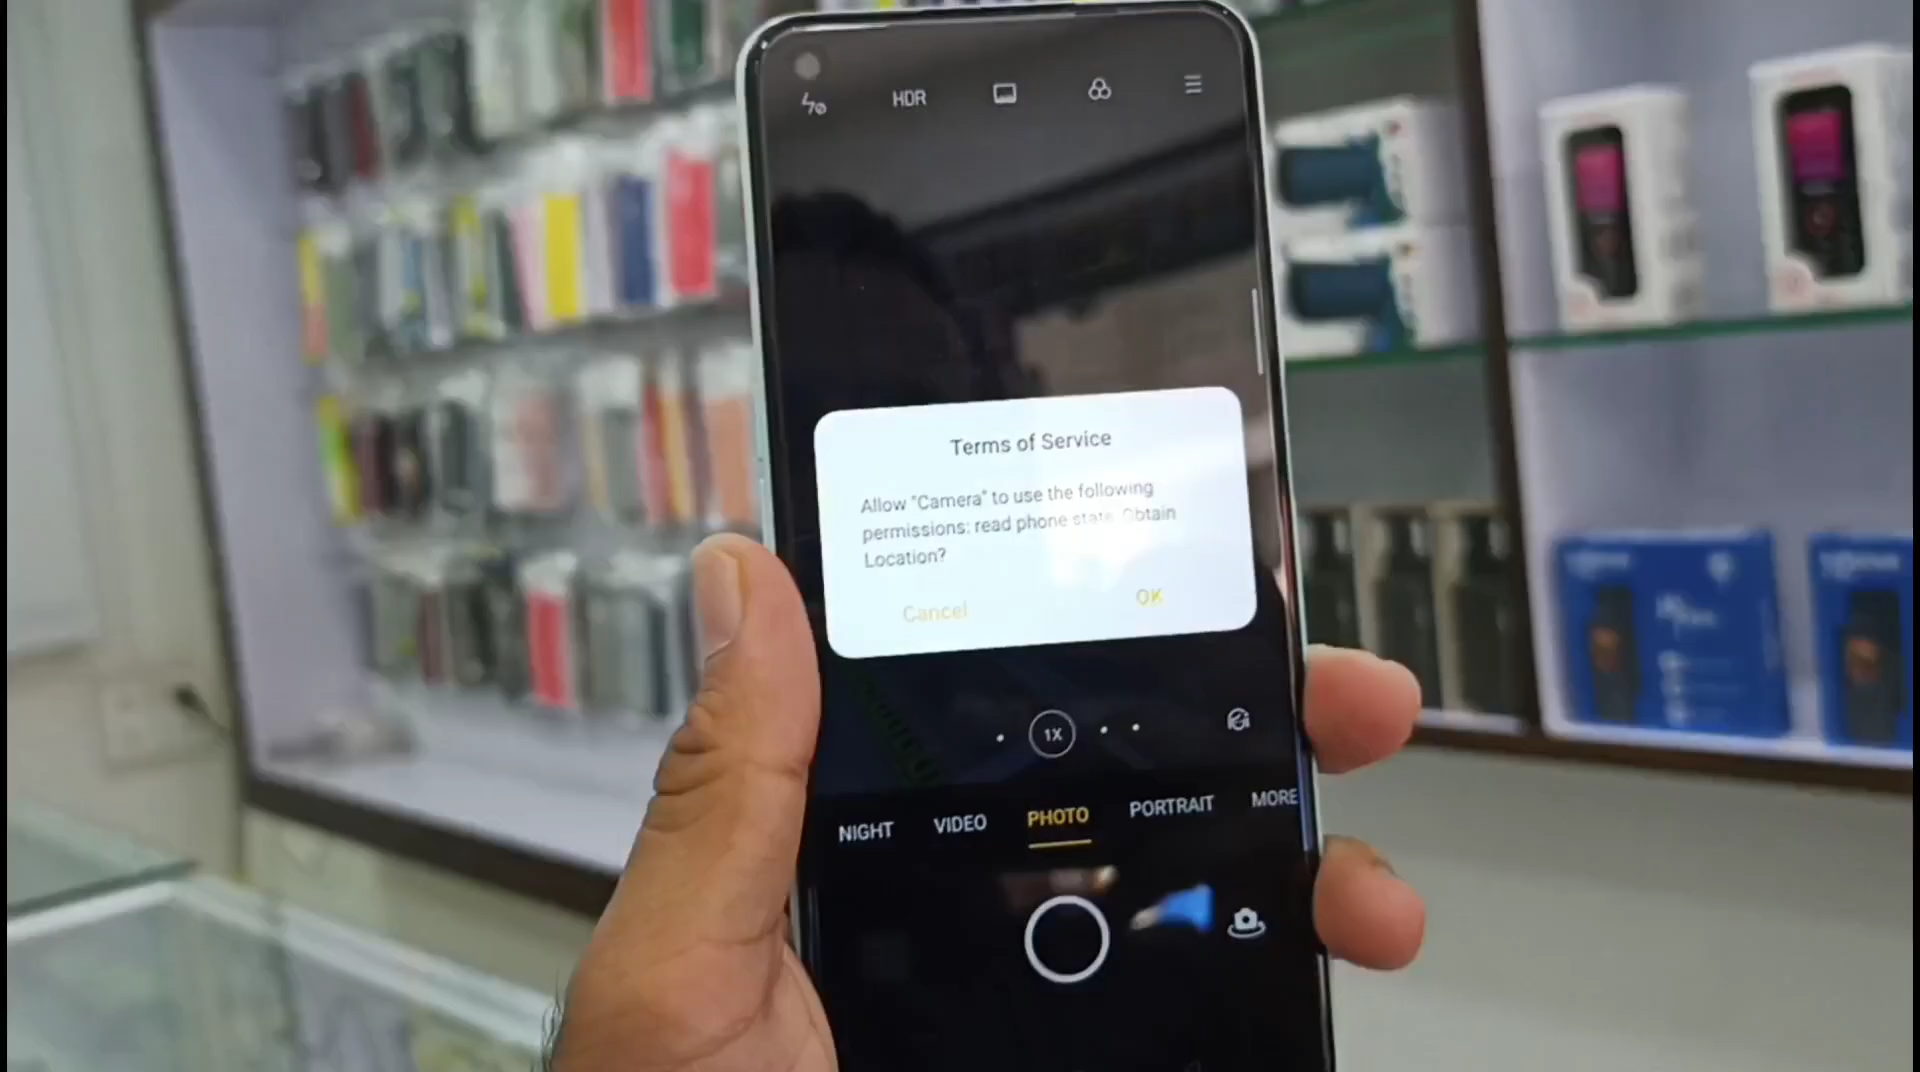 HDR
Terms of Service
Allow "Camera" to use the following
permissions: read phone state, Obtain
Location?
Cancel OK
1X
NIGHT VIDEO PHOTO PORTRAIT MORE